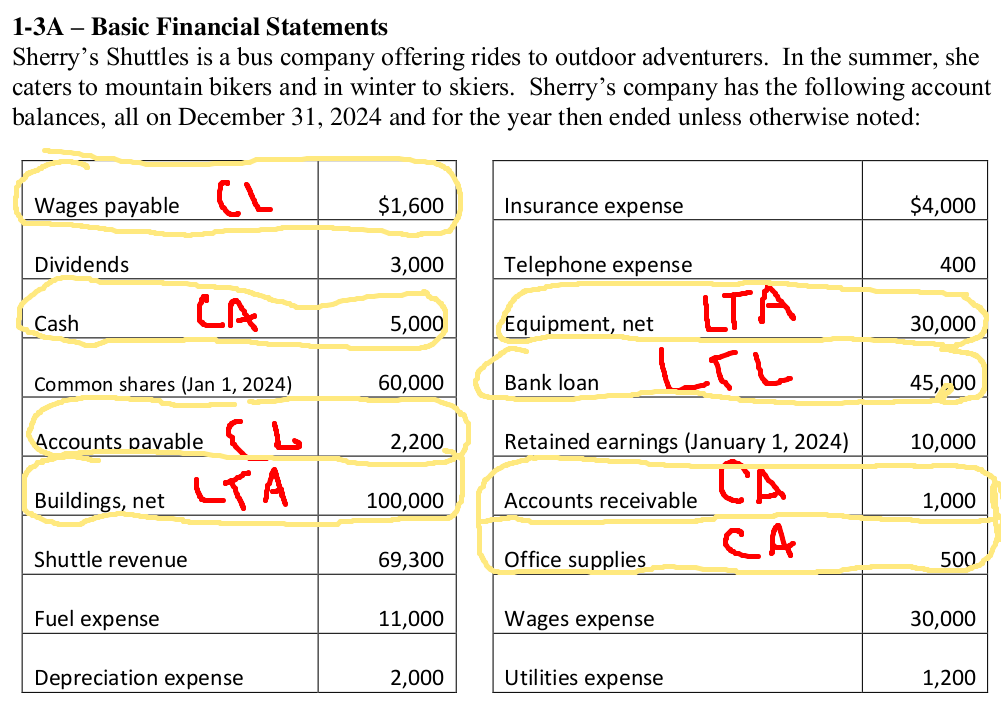 1-3A – Basic Financial Statements
Sherry’s Shuttles is a bus company offering rides to outdoor adventurers.  In the summer, she
caters to mountain bikers and in winter to skiers.  Sherry’s company has the following account
balances, all on December 31, 2024 and for the year then ended unless otherwise noted:
Wages payable CL $1,600
Dividends 3,000
Cash CA 5,000
Common shares (Jan 1, 2024) 60,000
Accounts payable CL 2,200
Buildings, net LTA 100,000
Shuttle revenue 69,300
Fuel expense 11,000
Depreciation expense 2,000
Insurance expense $4,000
Telephone expense 400
Equipment, net LTA 30,000
Bank loan LTL 45,000
Retained earnings (January 1, 2024) 10,000
Accounts receivable CA 1,000
Office supplies CA 500
Wages expense 30,000
Utilities expense 1,200